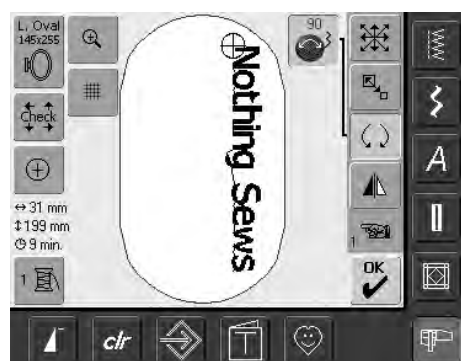 L. Oval
145x255
90
Check
Nothing Sews
31 mm
199 mm
9 min.
1
1
OK
A
clr